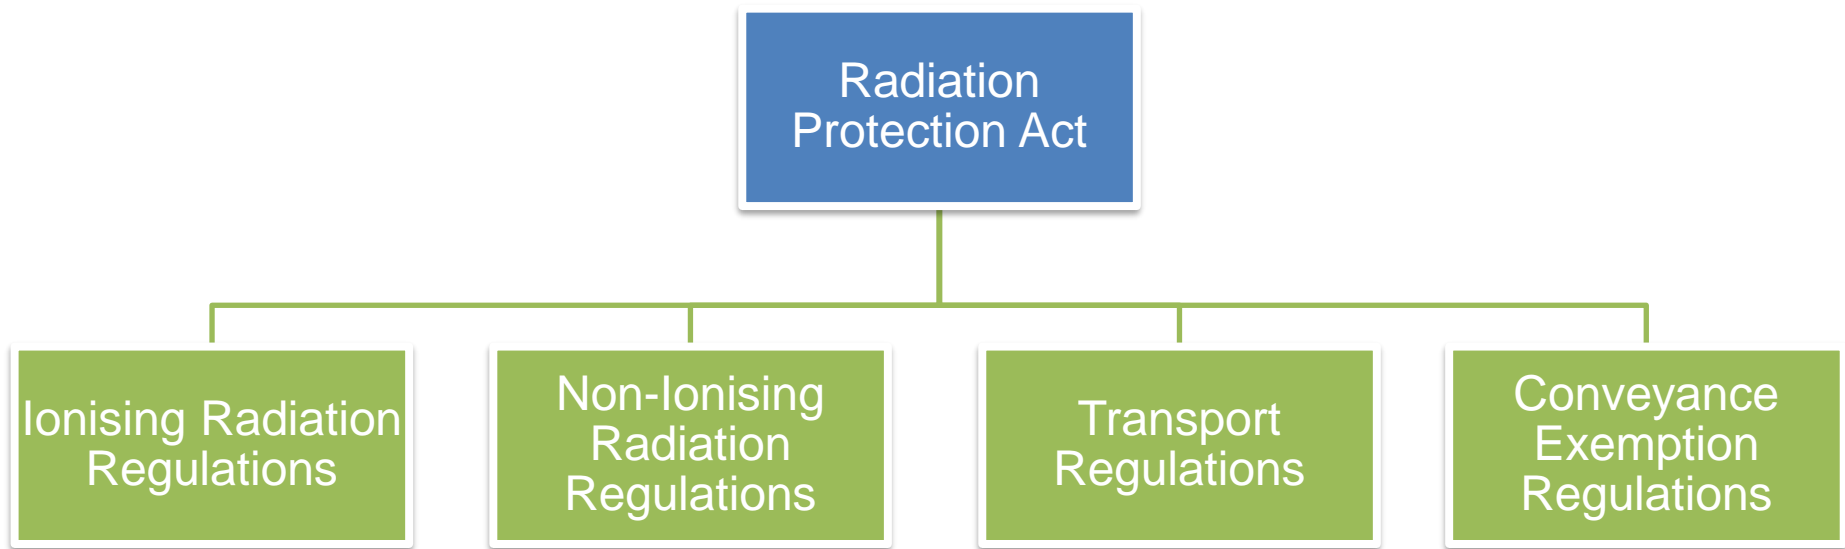 Radiation
Protection Act
Ionising Radiation
Regulations
Non-Ionising
Radiation
Regulations
Transport
Regulations
Conveyance
Exemption
Regulations